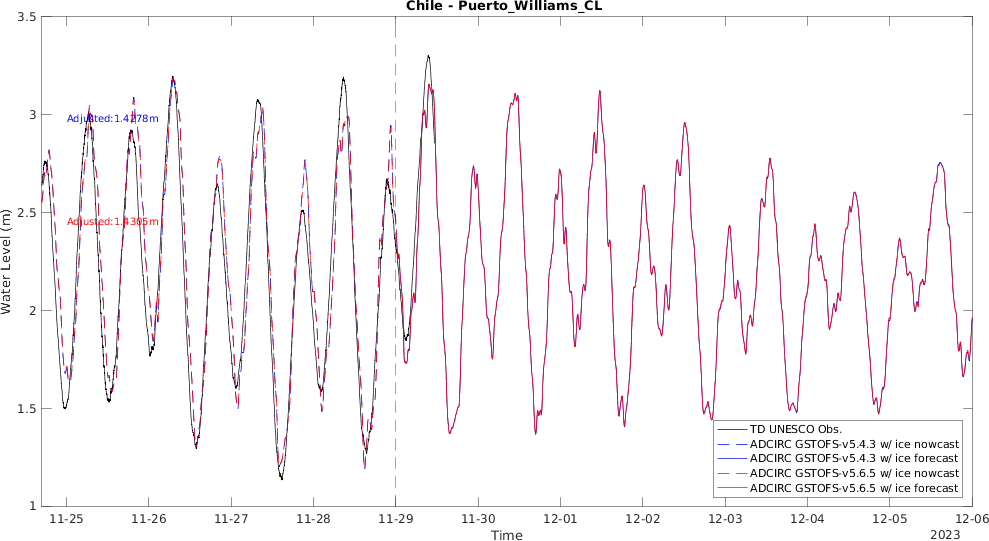 Chile - Puerto_Williams_CL
3.5
3
2.5
2
1.5
1
Water Level (m)
Adjusted:1.4278m
Adjusted:1.4305m
TD UNESCO Obs.
ADCIRC GSTOFS-v5.4.3 w/ ice nowcast
ADCIRC GSTOFS-v5.4.3 w/ ice forecast
ADCIRC GSTOFS-v5.6.5 w/ ice nowcast
ADCIRC GSTOFS-v5.6.5 w/ ice forecast
11-25 11-26 11-27 11-28 11-29 11-30 12-01 12-02 12-03 12-04 12-05 12-06
Time
2023